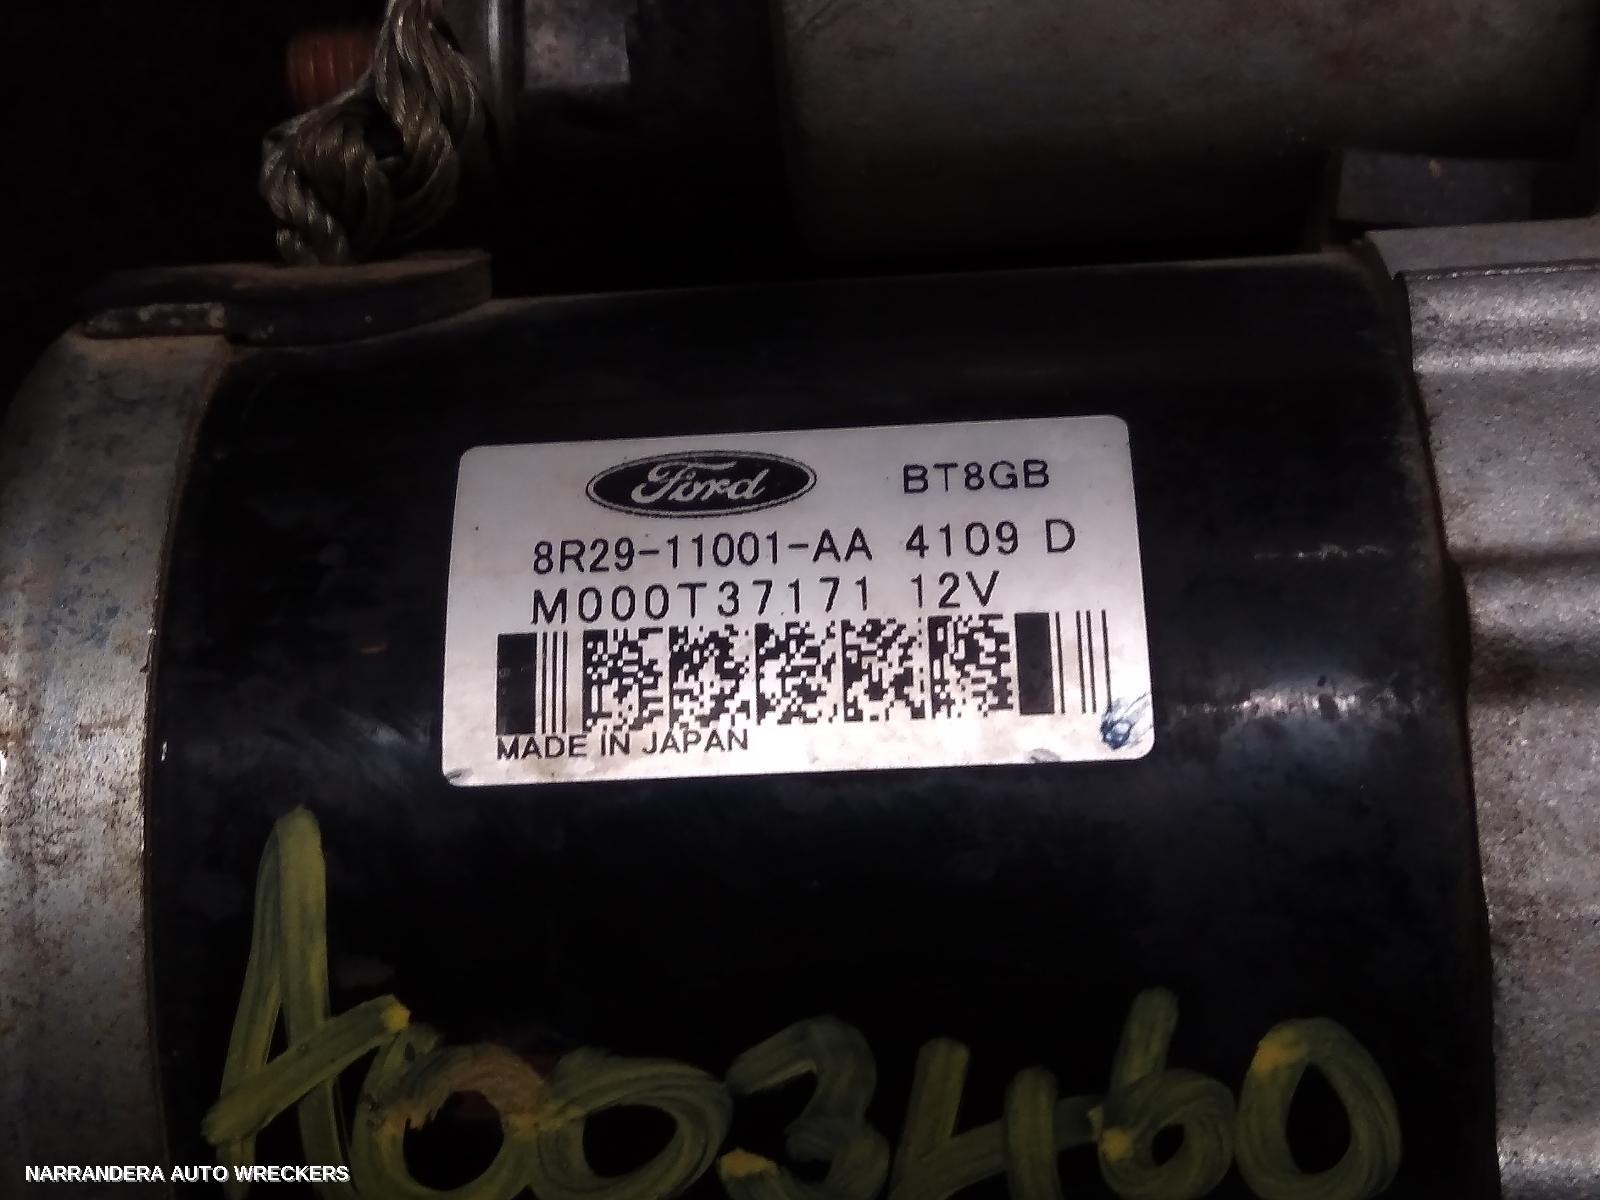 Ford BT8GB
8R29-11001-AA 4109 D
M000T37171 12V
MADE IN JAPAN
A003460
NARRANDERA AUTO WRECKERS